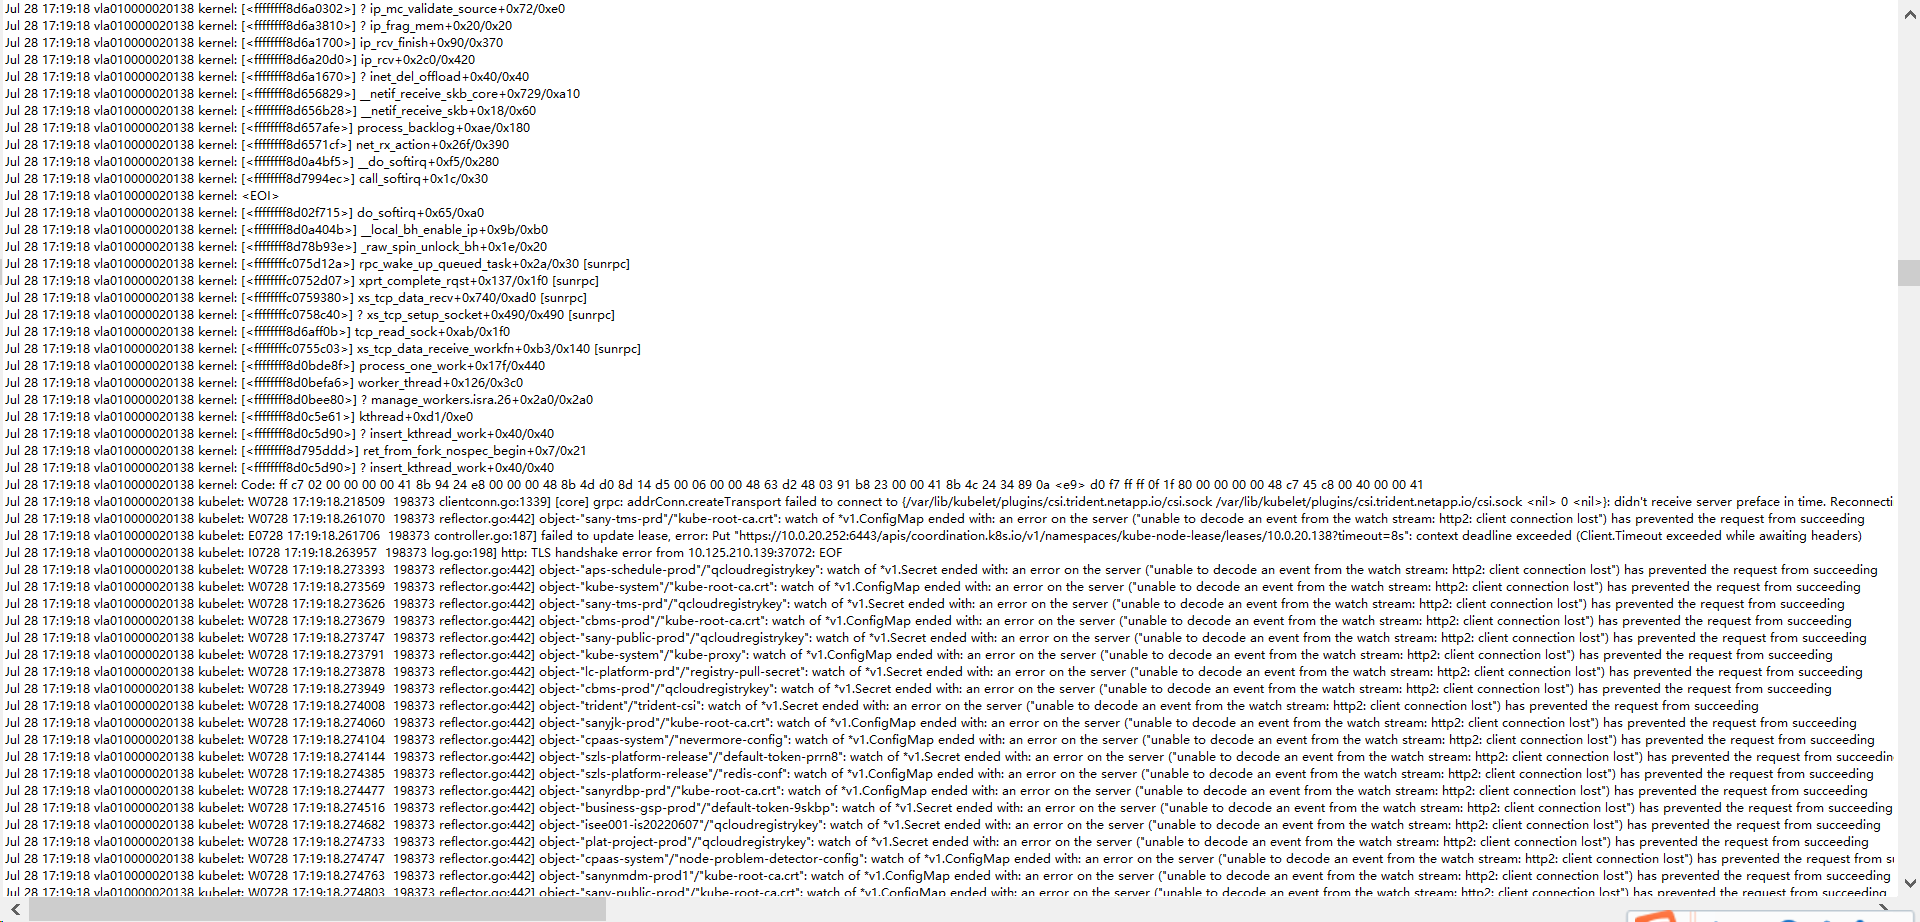 Jul 28 17:19:18 vla010000020138 kernel: [<ffffffff8d6a0302>] ? ip_mc_validate_source+0x72/0xe0
Jul 28 17:19:18 vla010000020138 kernel: [<ffffffff8d6a3810>] ? ip_frag_mem+0x20/0x20
Jul 28 17:19:18 vla010000020138 kernel: [<ffffffff8d6a1700>] ip_rcv_finish+0x90/0x370
Jul 28 17:19:18 vla010000020138 kernel: [<ffffffff8d6a20d0>] ip_rcv+0x2c0/0x420
Jul 28 17:19:18 vla010000020138 kernel: [<ffffffff8d6a1670>] ? inet_del_offload+0x40/0x40
Jul 28 17:19:18 vla010000020138 kernel: [<ffffffff8d656829>] __netif_receive_skb_core+0x729/0xa10
Jul 28 17:19:18 vla010000020138 kernel: [<ffffffff8d656b28>] __netif_receive_skb+0x18/0x60
Jul 28 17:19:18 vla010000020138 kernel: [<ffffffff8d657afe>] process_backlog+0xae/0x180
Jul 28 17:19:18 vla010000020138 kernel: [<ffffffff8d6571cf>] net_rx_action+0x26f/0x390
Jul 28 17:19:18 vla010000020138 kernel: [<ffffffff8d0a4bf5>] __do_softirq+0xf5/0x280
Jul 28 17:19:18 vla010000020138 kernel: [<ffffffff8d7994ec>] call_softirq+0x1c/0x30
Jul 28 17:19:18 vla010000020138 kernel: <EOI>
Jul 28 17:19:18 vla010000020138 kernel: [<ffffffff8d02f715>] do_softirq+0x65/0xa0
Jul 28 17:19:18 vla010000020138 kernel: [<ffffffff8d0a404b>] __local_bh_enable_ip+0x9b/0xb0
Jul 28 17:19:18 vla010000020138 kernel: [<ffffffff8d78b93e>] _raw_spin_unlock_bh+0x1e/0x20
Jul 28 17:19:18 vla010000020138 kernel: [<ffffffffc075d12a>] rpc_wake_up_queued_task+0x2a/0x30 [sunrpc]
Jul 28 17:19:18 vla010000020138 kernel: [<ffffffffc0752d07>] xprt_complete_rqst+0x137/0x1f0 [sunrpc]
Jul 28 17:19:18 vla010000020138 kernel: [<ffffffffc0759380>] xs_tcp_data_recv+0x740/0xad0 [sunrpc]
Jul 28 17:19:18 vla010000020138 kernel: [<ffffffffc0758c40>] ? xs_tcp_setup_socket+0x490/0x490 [sunrpc]
Jul 28 17:19:18 vla010000020138 kernel: [<ffffffff8d6aff0b>] tcp_read_sock+0xab/0x1f0
Jul 28 17:19:18 vla010000020138 kernel: [<ffffffffc0755c03>] xs_tcp_data_receive_workfn+0xb3/0x140 [sunrpc]
Jul 28 17:19:18 vla010000020138 kernel: [<ffffffff8d0bde8f>] process_one_work+0x17f/0x440
Jul 28 17:19:18 vla010000020138 kernel: [<ffffffff8d0befa6>] worker_thread+0x126/0x3c0
Jul 28 17:19:18 vla010000020138 kernel: [<ffffffff8d0bee80>] ? manage_workers.isra.26+0x2a0/0x2a0
Jul 28 17:19:18 vla010000020138 kernel: [<ffffffff8d0c5e61>] kthread+0xd1/0xe0
Jul 28 17:19:18 vla010000020138 kernel: [<ffffffff8d0c5d90>] ? insert_kthread_work+0x40/0x40
Jul 28 17:19:18 vla010000020138 kernel: [<ffffffff8d795ddd>] ret_from_fork_nospec_begin+0x7/0x21
Jul 28 17:19:18 vla010000020138 kernel: [<ffffffff8d0c5d90>] ? insert_kthread_work+0x40/0x40
Jul 28 17:19:18 vla010000020138 kernel: Code: ff c7 02 00 00 00 00 41 8b 94 24 e8 00 00 00 48 8b 4d d0 8d 14 d5 00 06 00 00 48 63 d2 48 03 91 b8 23 00 00 41 8b 4c 24 34 89 0a <e9> d0 f7 ff ff 0f 1f 80 00 00 00 00 48 c7 45 c8 00 40 00 00 41
Jul 28 17:19:18 vla010000020138 kubelet: W0728 17:19:18.218509 198373 clientconn.go:1339] [core] grpc: addrConn.createTransport failed to connect to {/var/lib/kubelet/plugins/csi.trident.netapp.io/csi.sock /var/lib/kubelet/plugins/csi.trident.netapp.io/csi.sock <nil> 0 <nil>}: didn't receive server preface in time. Reconnecti
Jul 28 17:19:18 vla010000020138 kubelet: W0728 17:19:18.261070 198373 reflector.go:442] object-"sany-tms-prd"/"kube-root-ca.crt": watch of *v1.ConfigMap ended with: an error on the server ("unable to decode an event from the watch stream: http2: client connection lost") has prevented the request from succeeding
Jul 28 17:19:18 vla010000020138 kubelet: E0728 17:19:18.261706 198373 controller.go:187] failed to update lease, error: Put "https://10.0.20.252:6443/apis/coordination.k8s.io/v1/namespaces/kube-node-lease/leases/10.0.20.138?timeout=8s": context deadline exceeded (Client.Timeout exceeded while awaiting headers)
Jul 28 17:19:18 vla010000020138 kubelet: I0728 17:19:18.263957 198373 log.go:198] http: TLS handshake error from 10.125.210.139:37072: EOF
Jul 28 17:19:18 vla010000020138 kubelet: W0728 17:19:18.273393 198373 reflector.go:442] object-"aps-schedule-prod"/"qcloudregistrykey": watch of *v1.Secret ended with: an error on the server ("unable to decode an event from the watch stream: http2: client connection lost") has prevented the request from succeeding
Jul 28 17:19:18 vla010000020138 kubelet: W0728 17:19:18.273569 198373 reflector.go:442] object-"kube-system"/"kube-root-ca.crt": watch of *v1.ConfigMap ended with: an error on the server ("unable to decode an event from the watch stream: http2: client connection lost") has prevented the request from succeeding
Jul 28 17:19:18 vla010000020138 kubelet: W0728 17:19:18.273626 198373 reflector.go:442] object-"sany-tms-prd"/"qcloudregistrykey": watch of *v1.Secret ended with: an error on the server ("unable to decode an event from the watch stream: http2: client connection lost") has prevented the request from succeeding
Jul 28 17:19:18 vla010000020138 kubelet: W0728 17:19:18.273679 198373 reflector.go:442] object-"cbms-prod"/"kube-root-ca.crt": watch of *v1.ConfigMap ended with: an error on the server ("unable to decode an event from the watch stream: http2: client connection lost") has prevented the request from succeeding
Jul 28 17:19:18 vla010000020138 kubelet: W0728 17:19:18.273747 198373 reflector.go:442] object-"sany-public-prod"/"qcloudregistrykey": watch of *v1.Secret ended with: an error on the server ("unable to decode an event from the watch stream: http2: client connection lost") has prevented the request from succeeding
Jul 28 17:19:18 vla010000020138 kubelet: W0728 17:19:18.273791 198373 reflector.go:442] object-"kube-system"/"kube-proxy": watch of *v1.ConfigMap ended with: an error on the server ("unable to decode an event from the watch stream: http2: client connection lost") has prevented the request from succeeding
Jul 28 17:19:18 vla010000020138 kubelet: W0728 17:19:18.273878 198373 reflector.go:442] object-"lc-platform-prd"/"registry-pull-secret": watch of *v1.Secret ended with: an error on the server ("unable to decode an event from the watch stream: http2: client connection lost") has prevented the request from succeeding
Jul 28 17:19:18 vla010000020138 kubelet: W0728 17:19:18.273949 198373 reflector.go:442] object-"cbms-prod"/"qcloudregistrykey": watch of *v1.Secret ended with: an error on the server ("unable to decode an event from the watch stream: http2: client connection lost") has prevented the request from succeeding
Jul 28 17:19:18 vla010000020138 kubelet: W0728 17:19:18.274008 198373 reflector.go:442] object-"trident"/"trident-csi": watch of *v1.Secret ended with: an error on the server ("unable to decode an event from the watch stream: http2: client connection lost") has prevented the request from succeeding
Jul 28 17:19:18 vla010000020138 kubelet: W0728 17:19:18.274060 198373 reflector.go:442] object-"sanyjk-prod"/"kube-root-ca.crt": watch of *v1.ConfigMap ended with: an error on the server ("unable to decode an event from the watch stream: http2: client connection lost") has prevented the request from succeeding
Jul 28 17:19:18 vla010000020138 kubelet: W0728 17:19:18.274104 198373 reflector.go:442] object-"cpaas-system"/"nevermore-config": watch of *v1.ConfigMap ended with: an error on the server ("unable to decode an event from the watch stream: http2: client connection lost") has prevented the request from succeeding
Jul 28 17:19:18 vla010000020138 kubelet: W0728 17:19:18.274144 198373 reflector.go:442] object-"szls-platform-release"/"default-token-prrn8": watch of *v1.Secret ended with: an error on the server ("unable to decode an event from the watch stream: http2: client connection lost") has prevented the request from succeedin
Jul 28 17:19:18 vla010000020138 kubelet: W0728 17:19:18.274385 198373 reflector.go:442] object-"szls-platform-release"/"redis-conf": watch of *v1.ConfigMap ended with: an error on the server ("unable to decode an event from the watch stream: http2: client connection lost") has prevented the request from succeeding
Jul 28 17:19:18 vla010000020138 kubelet: W0728 17:19:18.274477 198373 reflector.go:442] object-"sanyrdbp-prd"/"kube-root-ca.crt": watch of *v1.ConfigMap ended with: an error on the server ("unable to decode an event from the watch stream: http2: client connection lost") has prevented the request from succeeding
Jul 28 17:19:18 vla010000020138 kubelet: W0728 17:19:18.274516 198373 reflector.go:442] object-"business-gsp-prod"/"default-token-9skbp": watch of *v1.Secret ended with: an error on the server ("unable to decode an event from the watch stream: http2: client connection lost") has prevented the request from succeeding
Jul 28 17:19:18 vla010000020138 kubelet: W0728 17:19:18.274682 198373 reflector.go:442] object-"isee001-is20220607"/"qcloudregistrykey": watch of *v1.Secret ended with: an error on the server ("unable to decode an event from the watch stream: http2: client connection lost") has prevented the request from succeeding
Jul 28 17:19:18 vla010000020138 kubelet: W0728 17:19:18.274733 198373 reflector.go:442] object-"plat-project-prod"/"qcloudregistrykey": watch of *v1.Secret ended with: an error on the server ("unable to decode an event from the watch stream: http2: client connection lost") has prevented the request from succeeding
Jul 28 17:19:18 vla010000020138 kubelet: W0728 17:19:18.274747 198373 reflector.go:442] object-"cpaas-system"/"node-problem-detector-config": watch of *v1.ConfigMap ended with: an error on the server ("unable to decode an event from the watch stream: http2: client connection lost") has prevented the request from su
Jul 28 17:19:18 vla010000020138 kubelet: W0728 17:19:18.274763 198373 reflector.go:442] object-"sanynmdm-prod1"/"kube-root-ca.crt": watch of *v1.ConfigMap ended with: an error on the server ("unable to decode an event from the watch stream: http2: client connection lost") has prevented the request from succeeding
Jul 28 17:19:18 vla010000020138 kubelet: W0728 17:19:18.274803 198373 reflector.go:442] object-"sany-public-prod"/"kube-root-ca.crt": watch of *v1.ConfigMap ended with: an error on the server ("unable to decode an event from the watch stream: http2: client connection lost") has prevented the request from succeeding